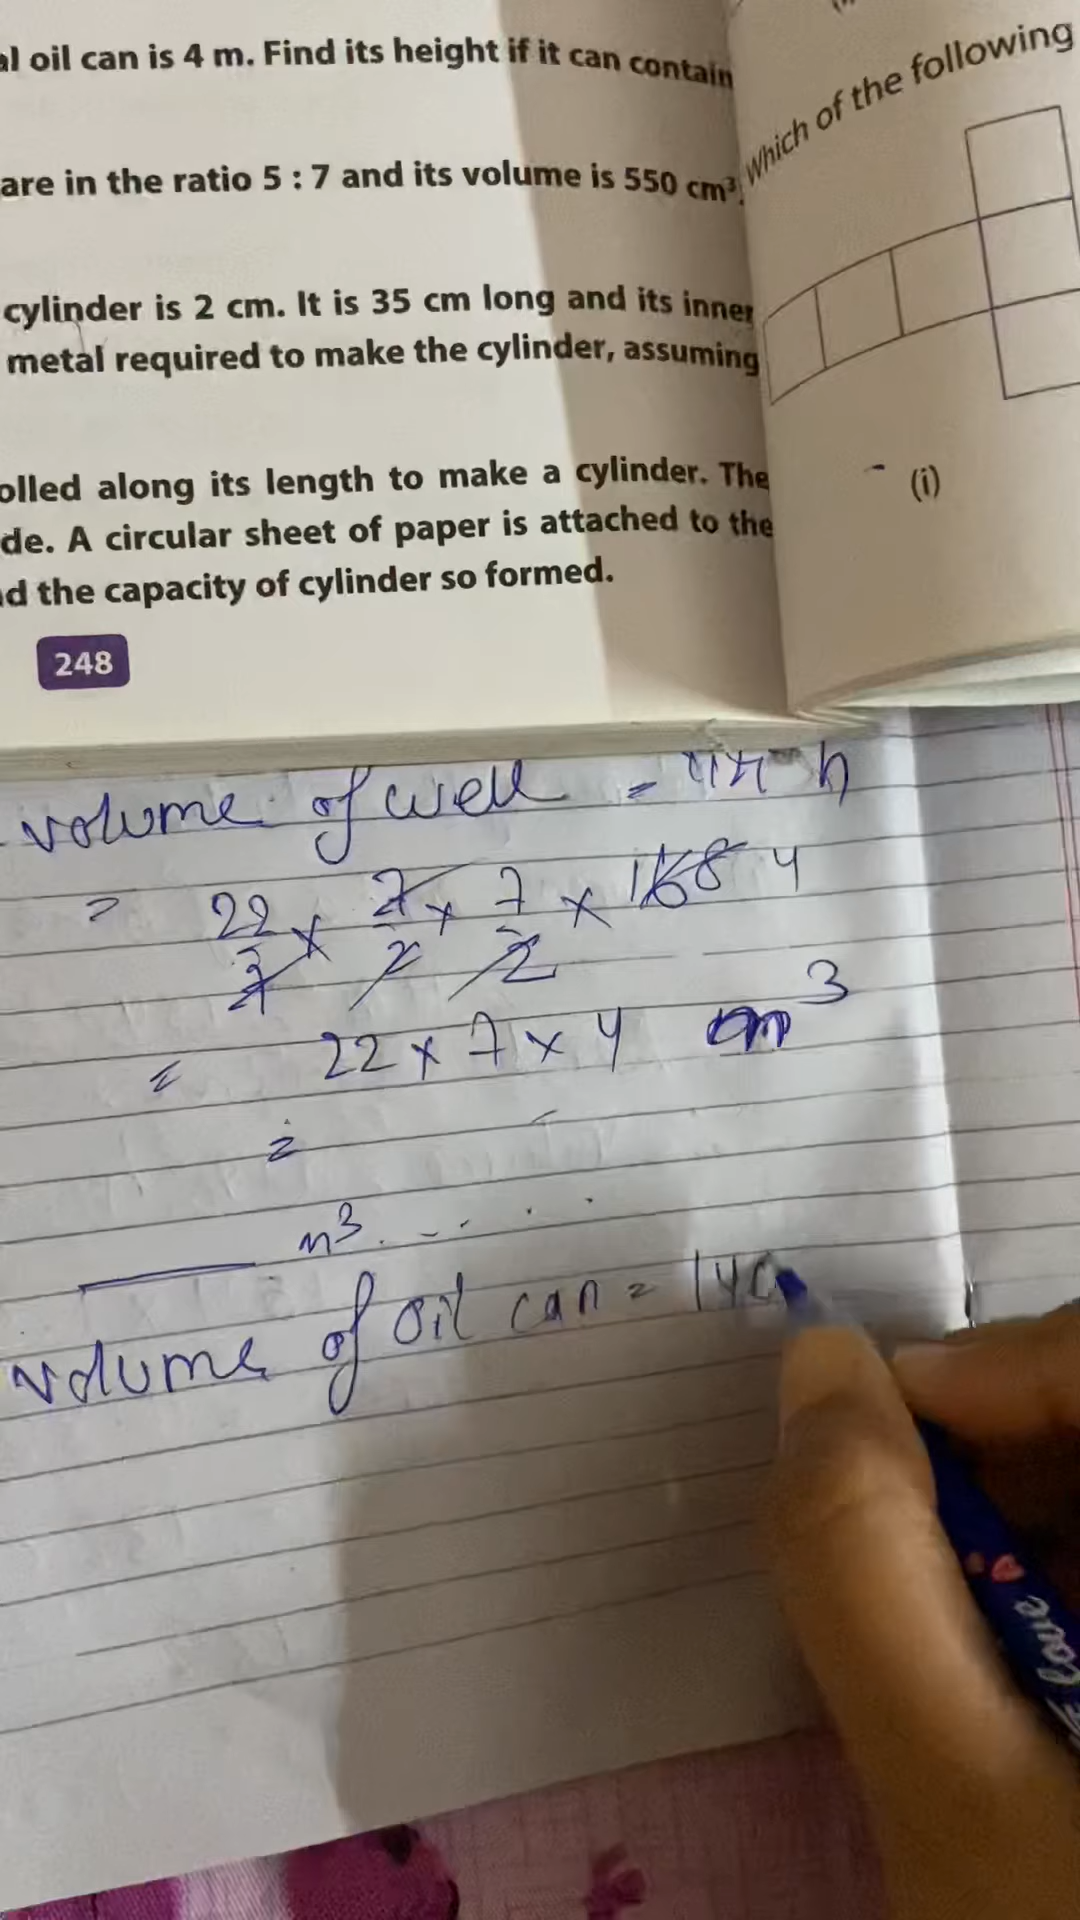 al oil can is 4 m. Find its height if it can contain
are in the ratio 5 : 7 and its volume is 550 cm³.
cylinder is 2 cm. It is 35 cm long and its inner
metal required to make the cylinder, assuming
olled along its length to make a cylinder. The
de. A circular sheet of paper is attached to the
d the capacity of cylinder so formed.
248
Which of the following
(i)
volume of well = h
= 22/7 × 7/2 × 7/2 × 168 4
= 22 × 7 × 4 m³
=
m³
volume of oil can = 140